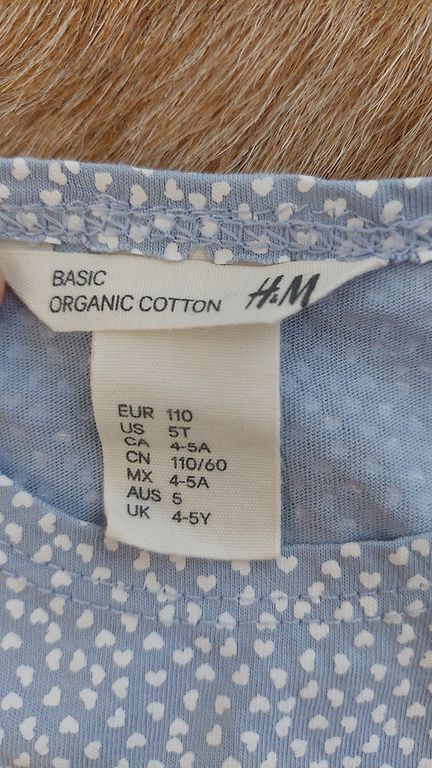 BASIC
ORGANIC COTTON H&M
EUR 110
US 5T
CA 4-5A
CN 110/60
MX 4-5A
AUS 5
UK 4-5Y